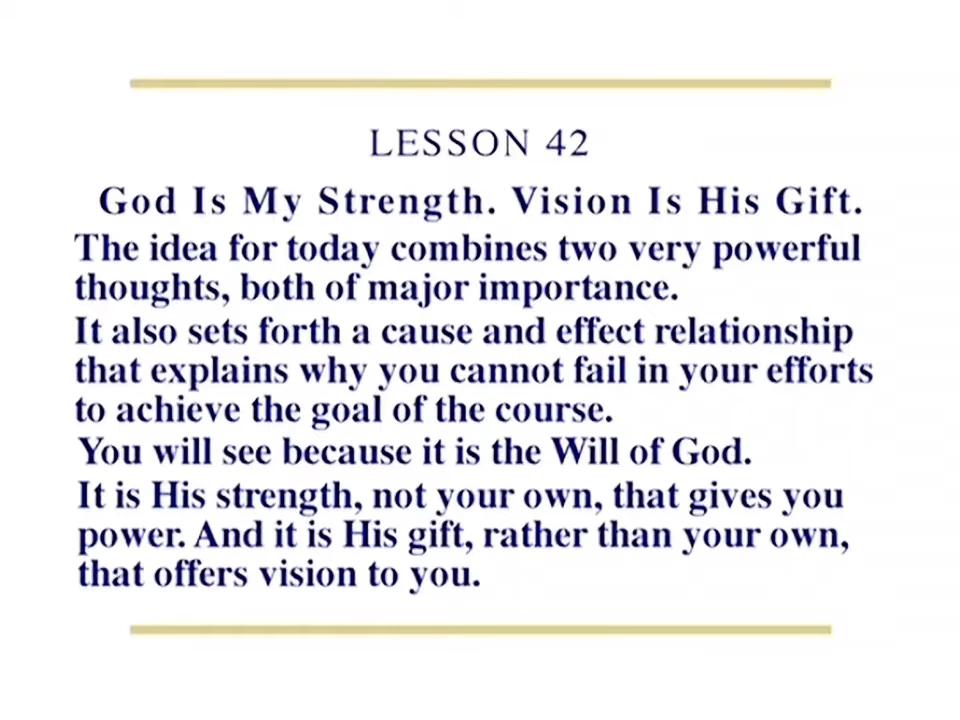 LESSON 42
God Is My Strength. Vision Is His Gift.
The idea for today combines two very powerful
thoughts, both of major importance.
It also sets forth a cause and effect relationship
that explains why you cannot fail in your efforts
to achieve the goal of the course.
You will see because it is the Will of God.
It is His strength, not your own, that gives you
power. And it is His gift, rather than your own,
that offers vision to you.